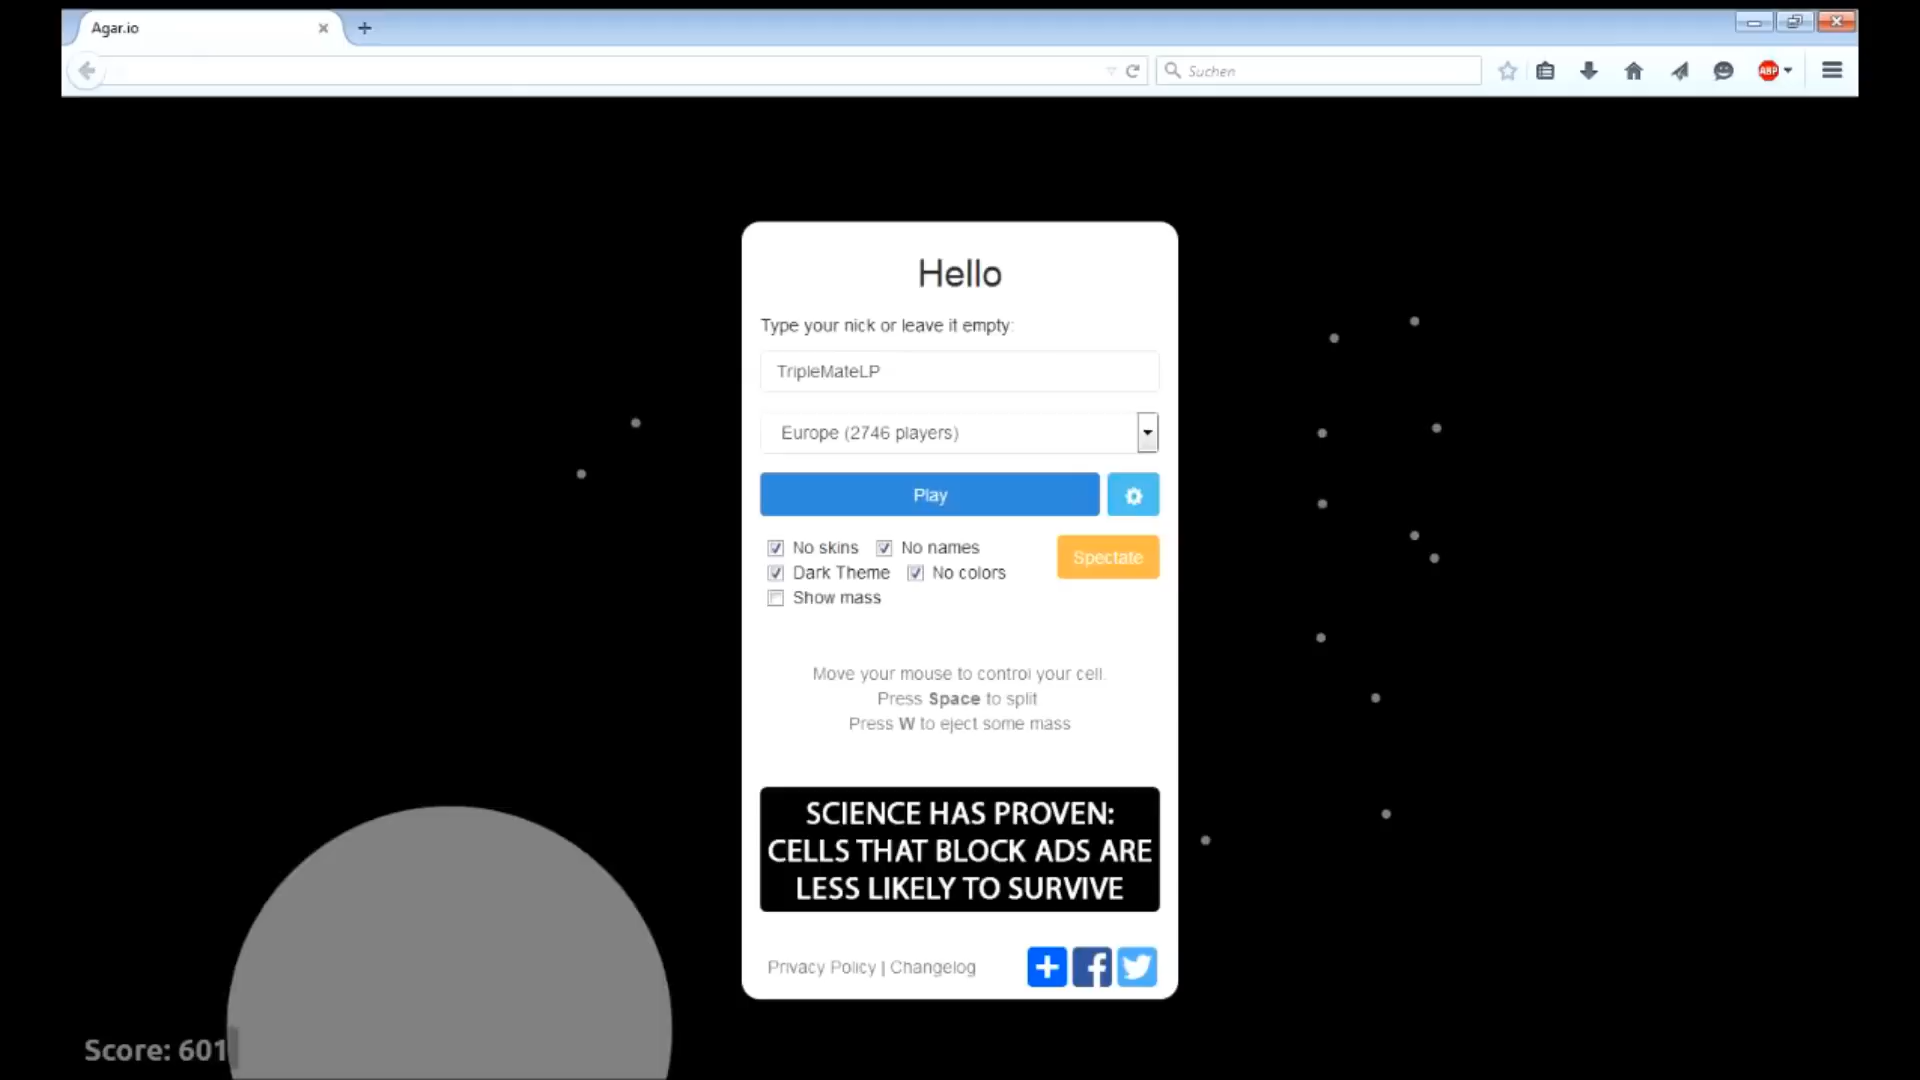 Agar.io
Suchen
ABP
Hello
Type your nick or leave it empty:
TripleMateLP
Europe (2746 players)
Play
No skins No names
Spectate
Dark Theme No colors
Show mass
Move your mouse to control your cell.
Press Space to split
Press W to eject some mass
SCIENCE HAS PROVEN:
CELLS THAT BLOCK ADS ARE
LESS LIKELY TO SURVIVE
Privacy Policy | Changelog
Score: 601